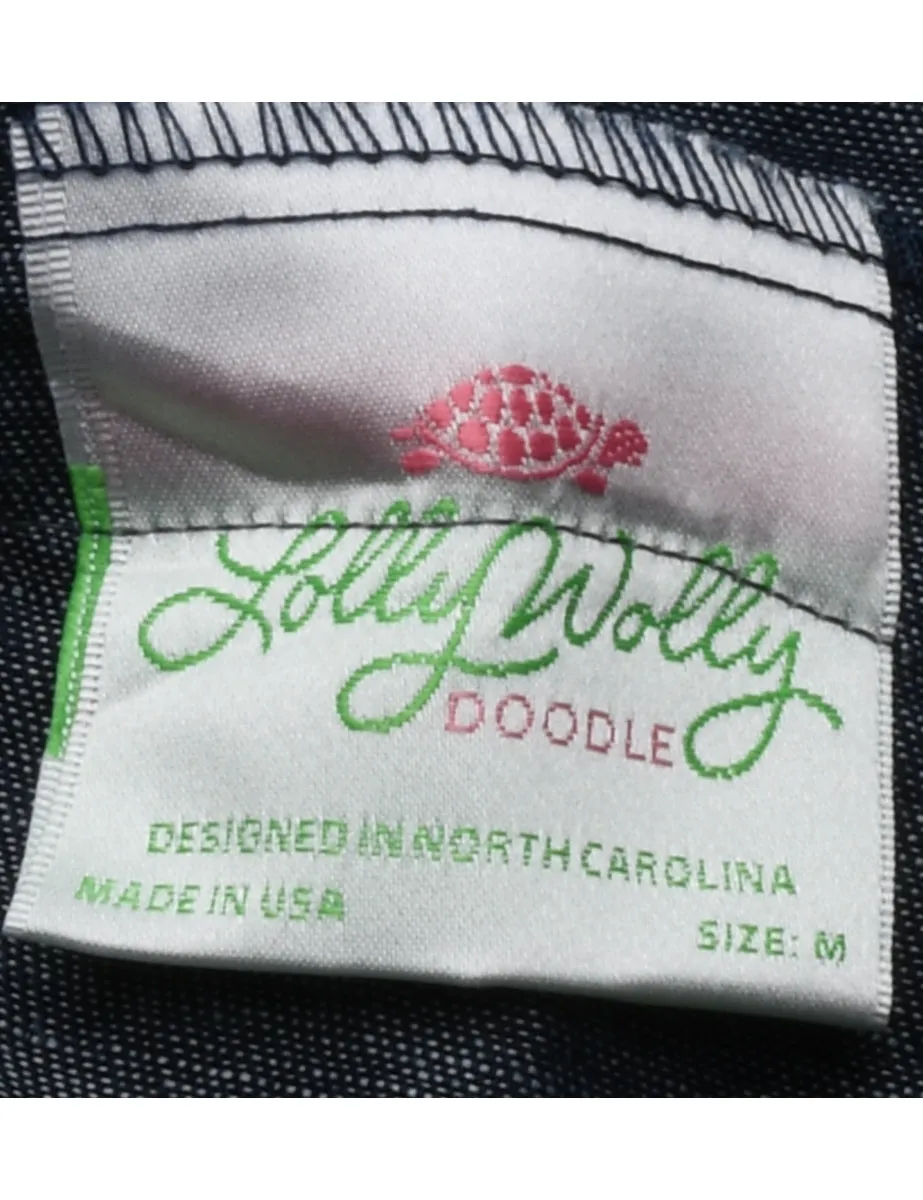 Lolly Wolly
DOODLE
DESIGNED IN NORTH CAROLINA
MADE IN USA
SIZE: M